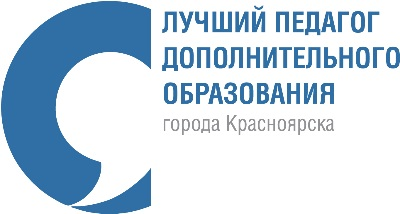 ЛУЧШИЙ ПЕДАГОГ
ДОПОЛНИТЕЛЬНОГО
ОБРАЗОВАНИЯ
города Красноярска